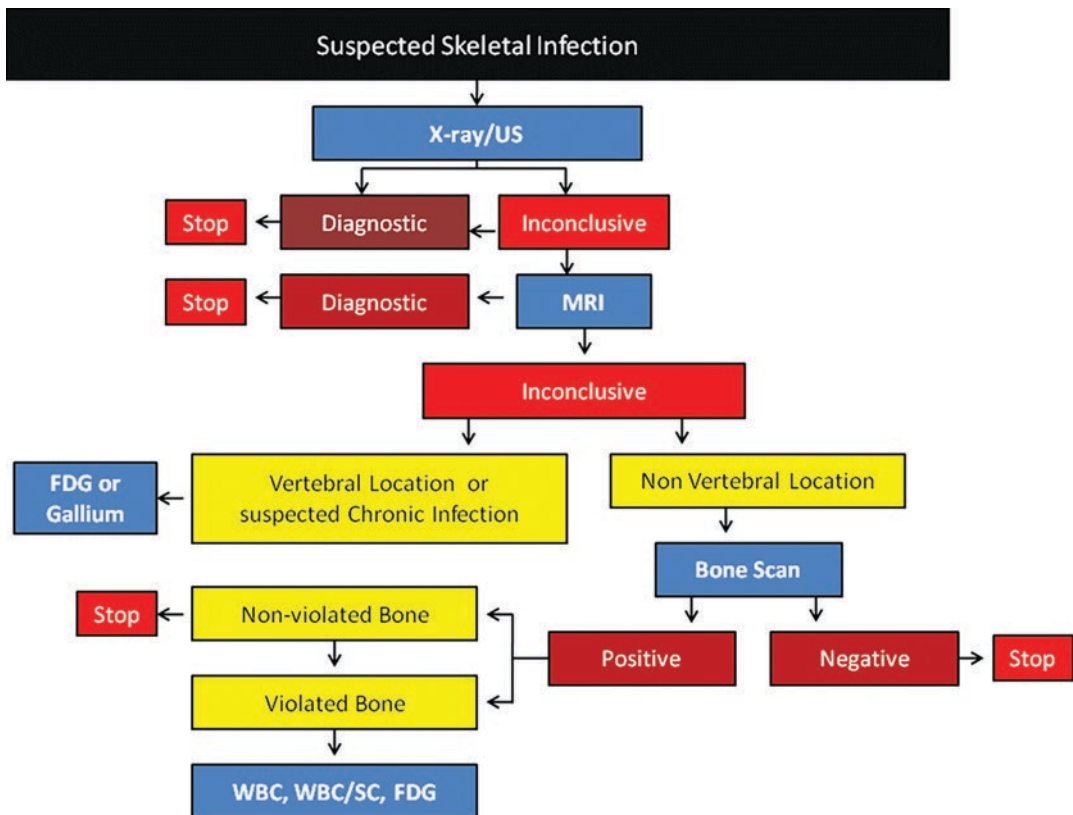 Suspected Skeletal Infection
X-ray/US
Stop
Diagnostic
Inconclusive
Stop
Diagnostic
MRI
Inconclusive
FDG or
Gallium
Vertebral Location or
suspected Chronic Infection
Non Vertebral Location
Bone Scan
Stop
Non-violated Bone
Positive
Negative
Stop
Violated Bone
WBC, WBC/SC, FDG